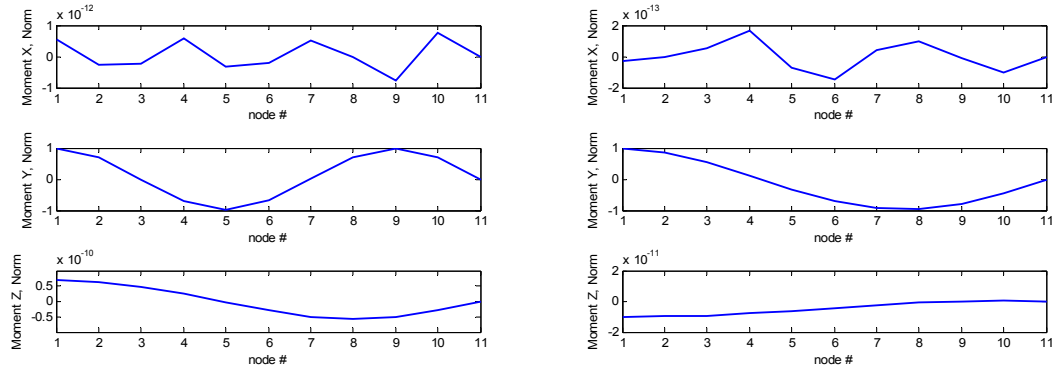 x 10^-12
Moment X, Norm
1
0
-1
1 2 3 4 5 6 7 8 9 10 11
node #
x 10^-13
Moment X, Norm
2
0
-2
1 2 3 4 5 6 7 8 9 10 11
node #
Moment Y, Norm
1
0
-1
1 2 3 4 5 6 7 8 9 10 11
node #
Moment Y, Norm
1
0
-1
1 2 3 4 5 6 7 8 9 10 11
node #
x 10^-10
Moment Z, Norm
0.5
0
-0.5
1 2 3 4 5 6 7 8 9 10 11
node #
x 10^-11
Moment Z, Norm
2
0
-2
1 2 3 4 5 6 7 8 9 10 11
node #